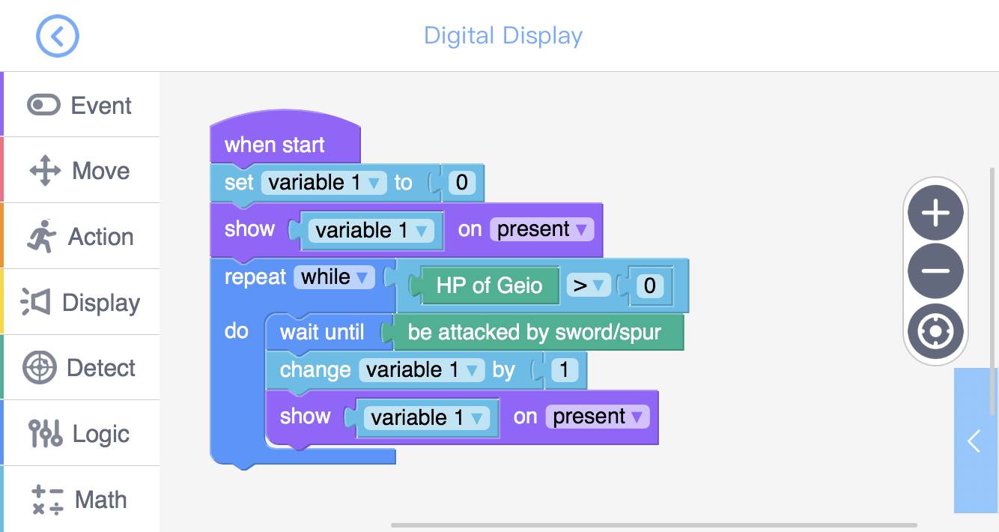 Digital Display
Event
Move
Action
Display
Detect
Logic
Math
when start
set variable 1 to 0
show variable 1 on present
repeat while HP of Geio > 0
do wait until be attacked by sword/spur
change variable 1 by 1
show variable 1 on present